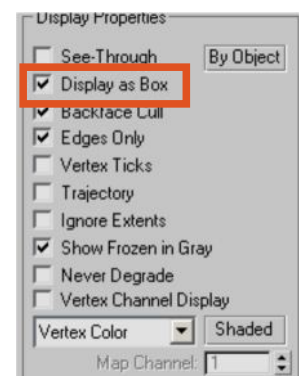 Display Properties
See-Through By Object
Display as Box
Backface Cull
Edges Only
Vertex Ticks
Trajectory
Ignore Extents
Show Frozen in Gray
Never Degrade
Vertex Channel Display
Vertex Color Shaded
Map Channel: 1